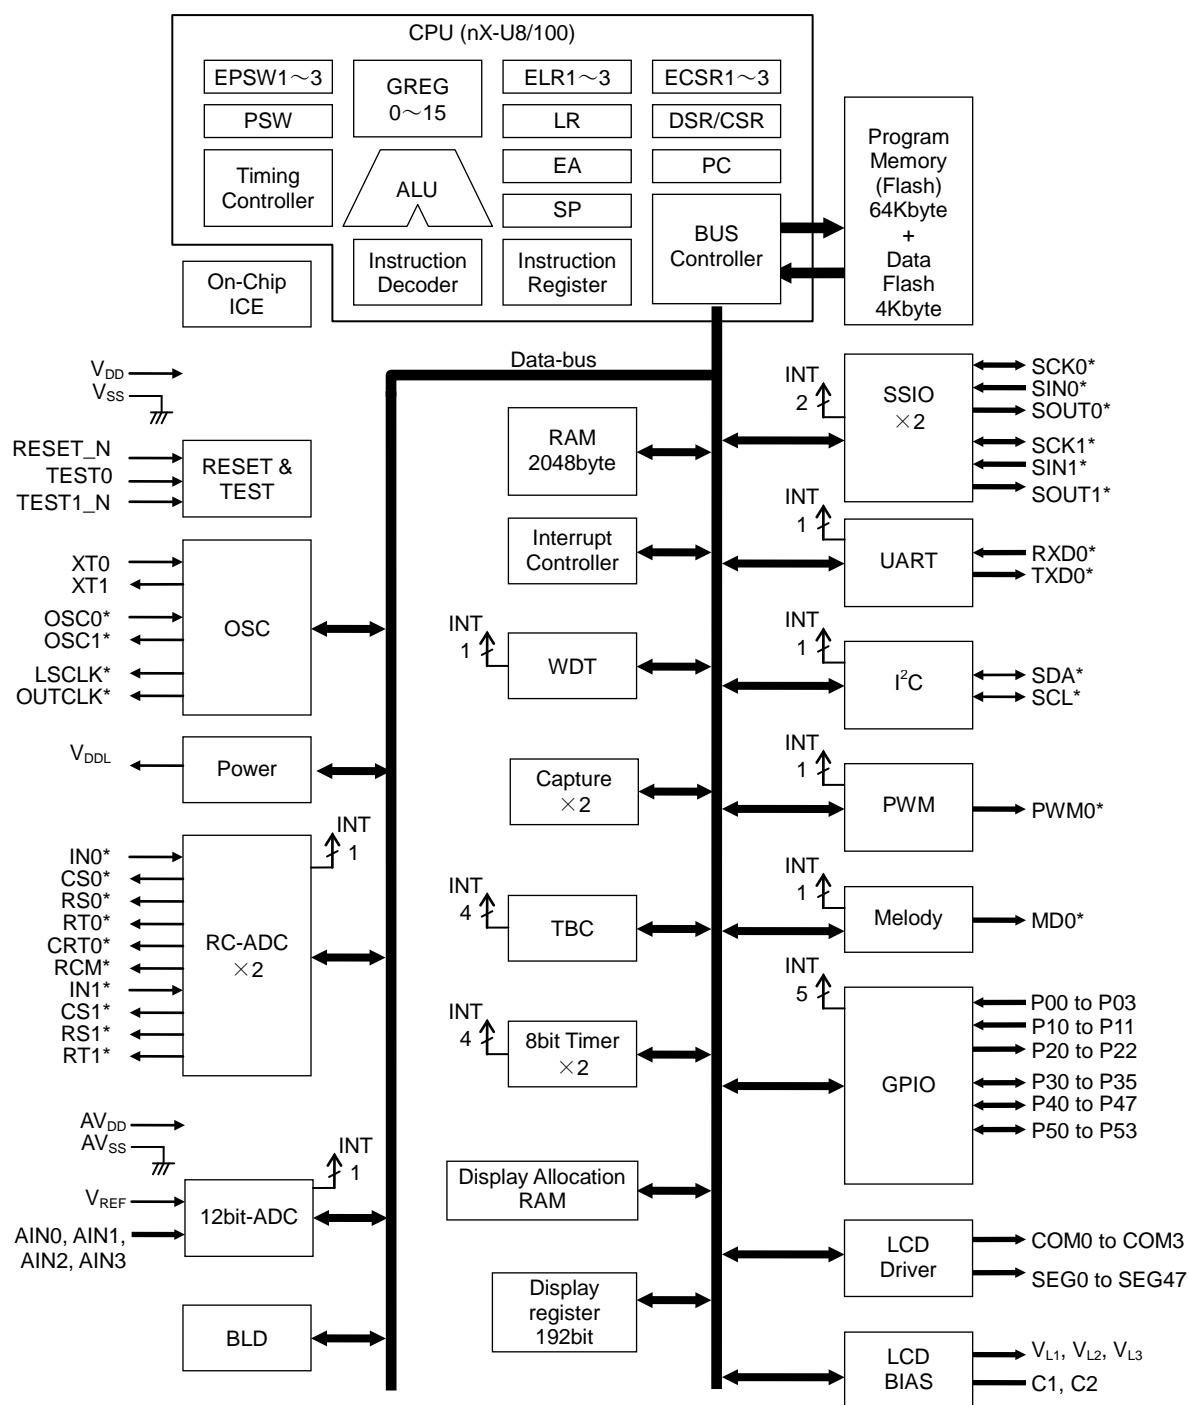 CPU (nX-U8/100)
EPSW1～3
GREG
0～15
ELR1～3
ECSR1～3
PSW
LR
DSR/CSR
Timing
Controller
ALU
EA
PC
SP
BUS
Controller
Instruction
Decoder
Instruction
Register
On-Chip
ICE
Program
Memory
(Flash)
64Kbyte
+
Data
Flash
4Kbyte
Data-bus
VDD
VSS
RESET_N
TEST0
TEST1_N
RESET &
TEST
XT0
XT1
OSC0*
OSC1*
LSCLK*
OUTCLK*
OSC
VDDL
Power
INT
1
IN0*
CS0*
RS0*
RT0*
CRT0*
RCM*
IN1*
CS1*
RS1*
RT1*
RC-ADC
×2
AVDD
AVSS
INT
1
VREF
AIN0, AIN1,
AIN2, AIN3
12bit-ADC
BLD
RAM
2048byte
Interrupt
Controller
INT
1
WDT
Capture
×2
INT
4
TBC
INT
4
8bit Timer
×2
Display Allocation
RAM
Display
register
192bit
INT
2
SSIO
×2
SCK0*
SIN0*
SOUT0*
SCK1*
SIN1*
SOUT1*
INT
1
UART
RXD0*
TXD0*
INT
1
I²C
SDA*
SCL*
INT
1
PWM
PWM0*
INT
1
Melody
MD0*
INT
5
GPIO
P00 to P03
P10 to P11
P20 to P22
P30 to P35
P40 to P47
P50 to P53
LCD
Driver
COM0 to COM3
SEG0 to SEG47
LCD
BIAS
VL1, VL2, VL3
C1, C2